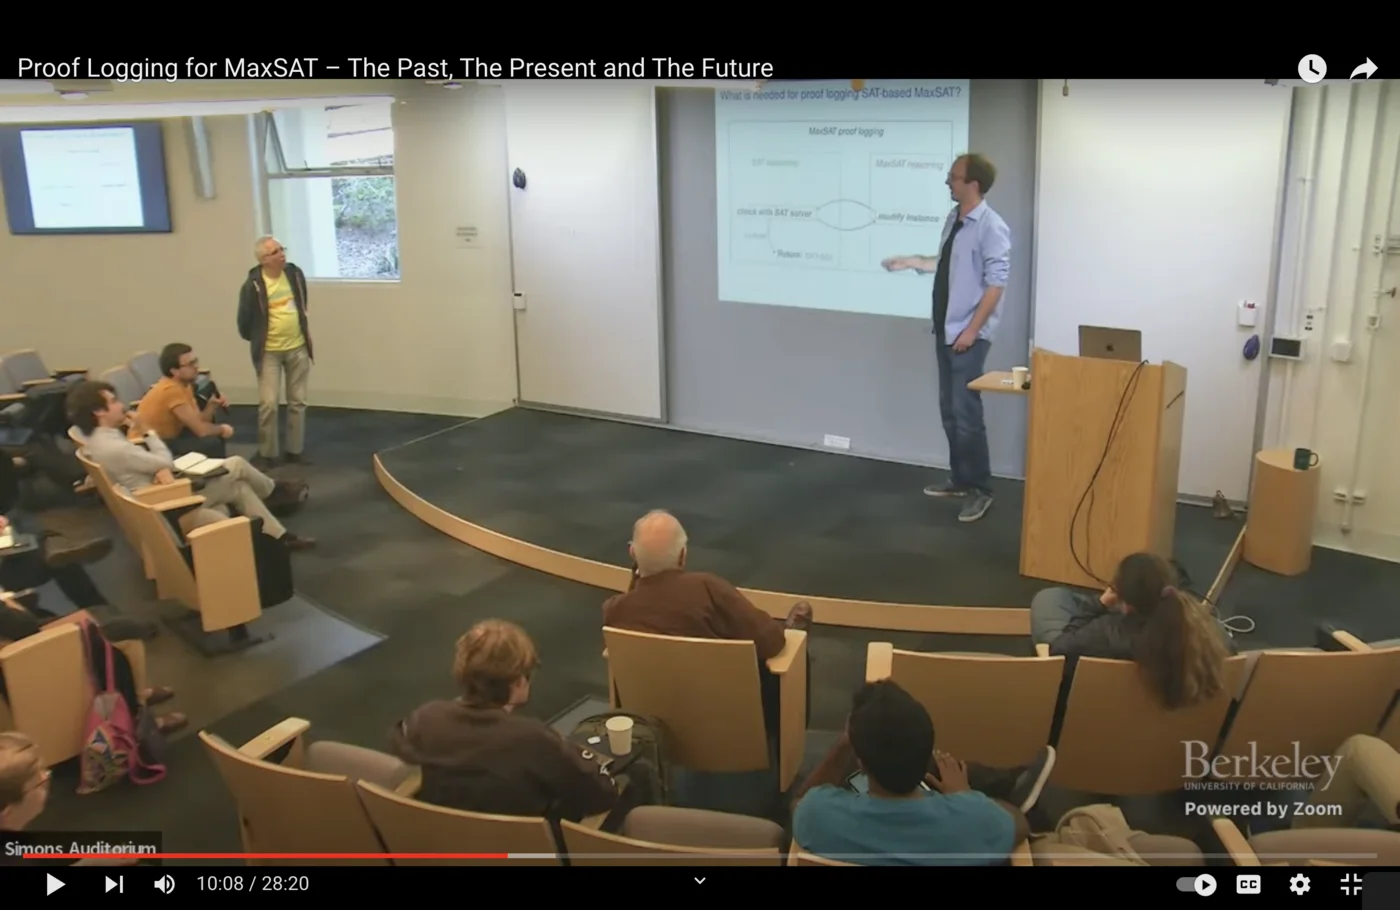 Proof Logging for MaxSAT – The Past, The Present and The Future
What is needed for proof logging SAT-based MaxSAT?
MaxSAT proof logging
SAT reasoning
MaxSAT reasoning
check with SAT solver
modify instance
Return
Berkeley
UNIVERSITY OF CALIFORNIA
Powered by Zoom
Simons Auditorium
10:08 / 28:20
CC